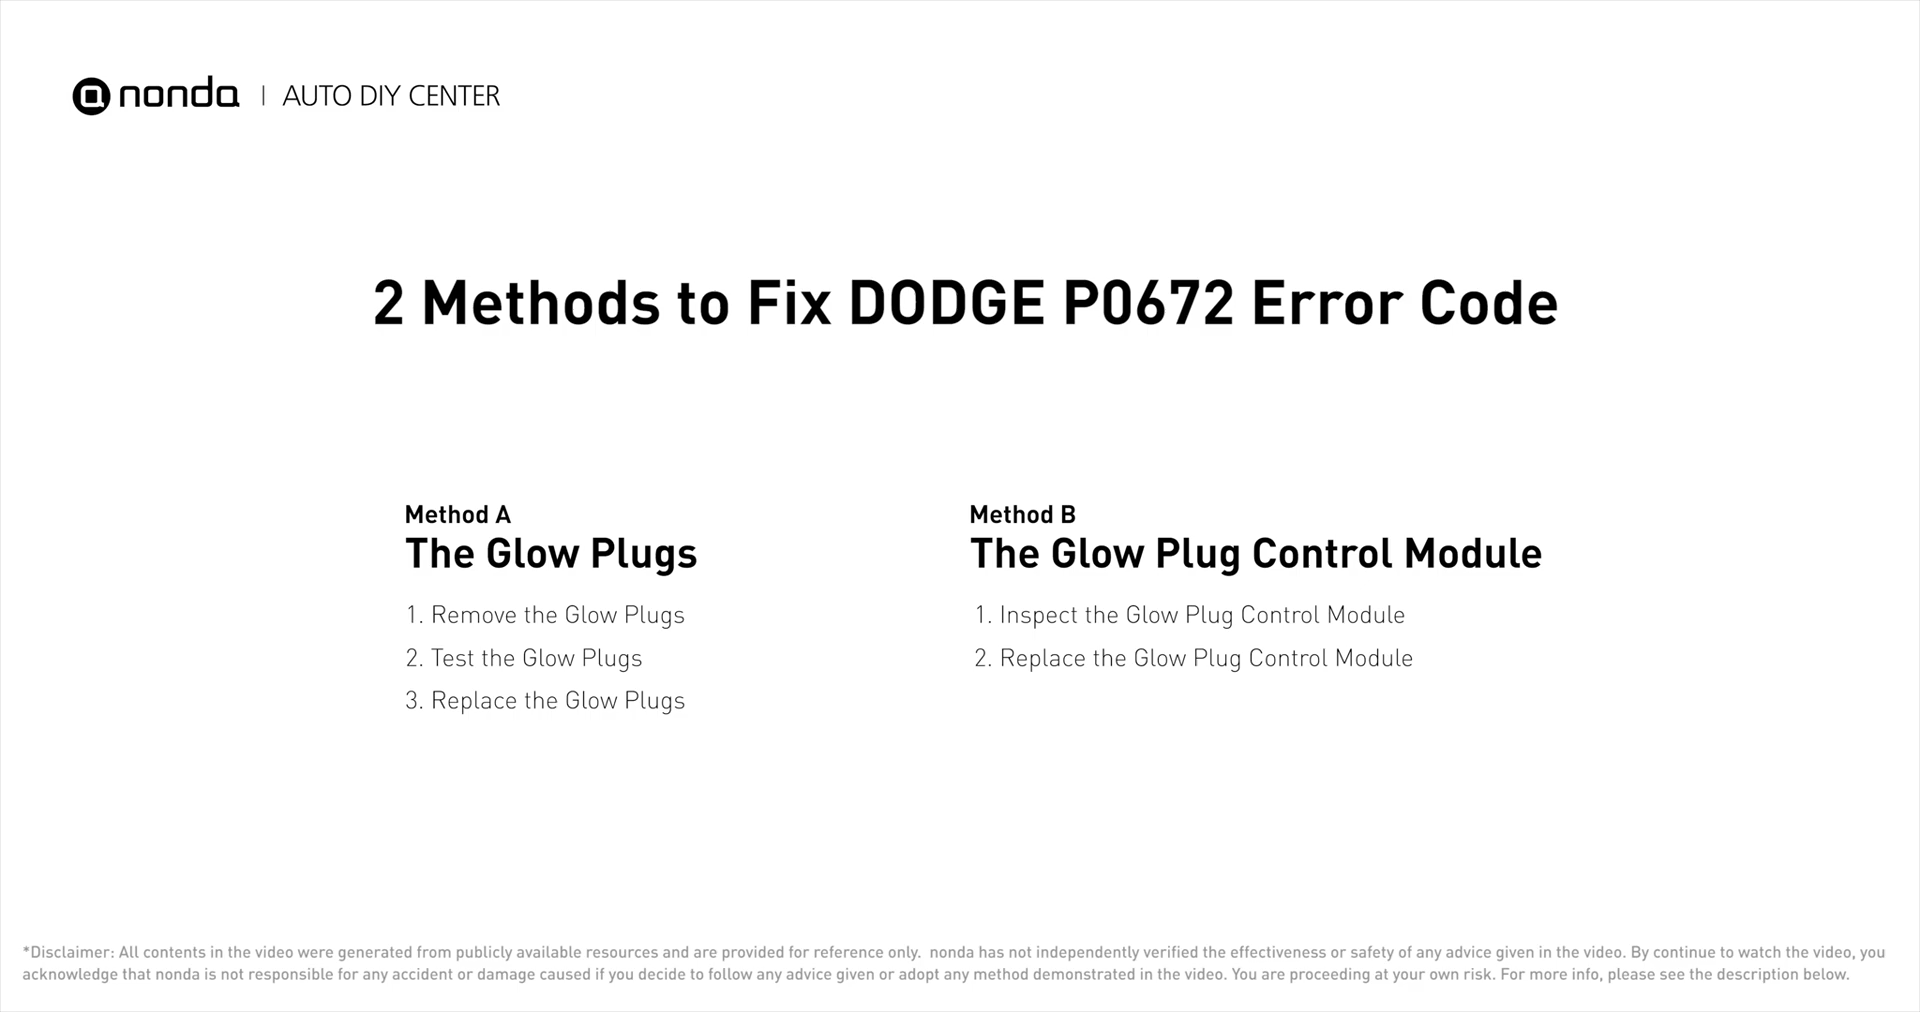 nonda | AUTO DIY CENTER
2 Methods to Fix DODGE P0672 Error Code
Method A
The Glow Plugs
1. Remove the Glow Plugs
2. Test the Glow Plugs
3. Replace the Glow Plugs
Method B
The Glow Plug Control Module
1. Inspect the Glow Plug Control Module
2. Replace the Glow Plug Control Module
*Disclaimer: All contents in the video were generated from publicly available resources and are provided for reference only. nonda has not independently verified the effectiveness or safety of any advice given in the video. By continue to watch the video, you
acknowledge that nonda is not responsible for any accident or damage caused if you decide to follow any advice given or adopt any method demonstrated in the video. You are proceeding at your own risk. For more info, please see the description below.